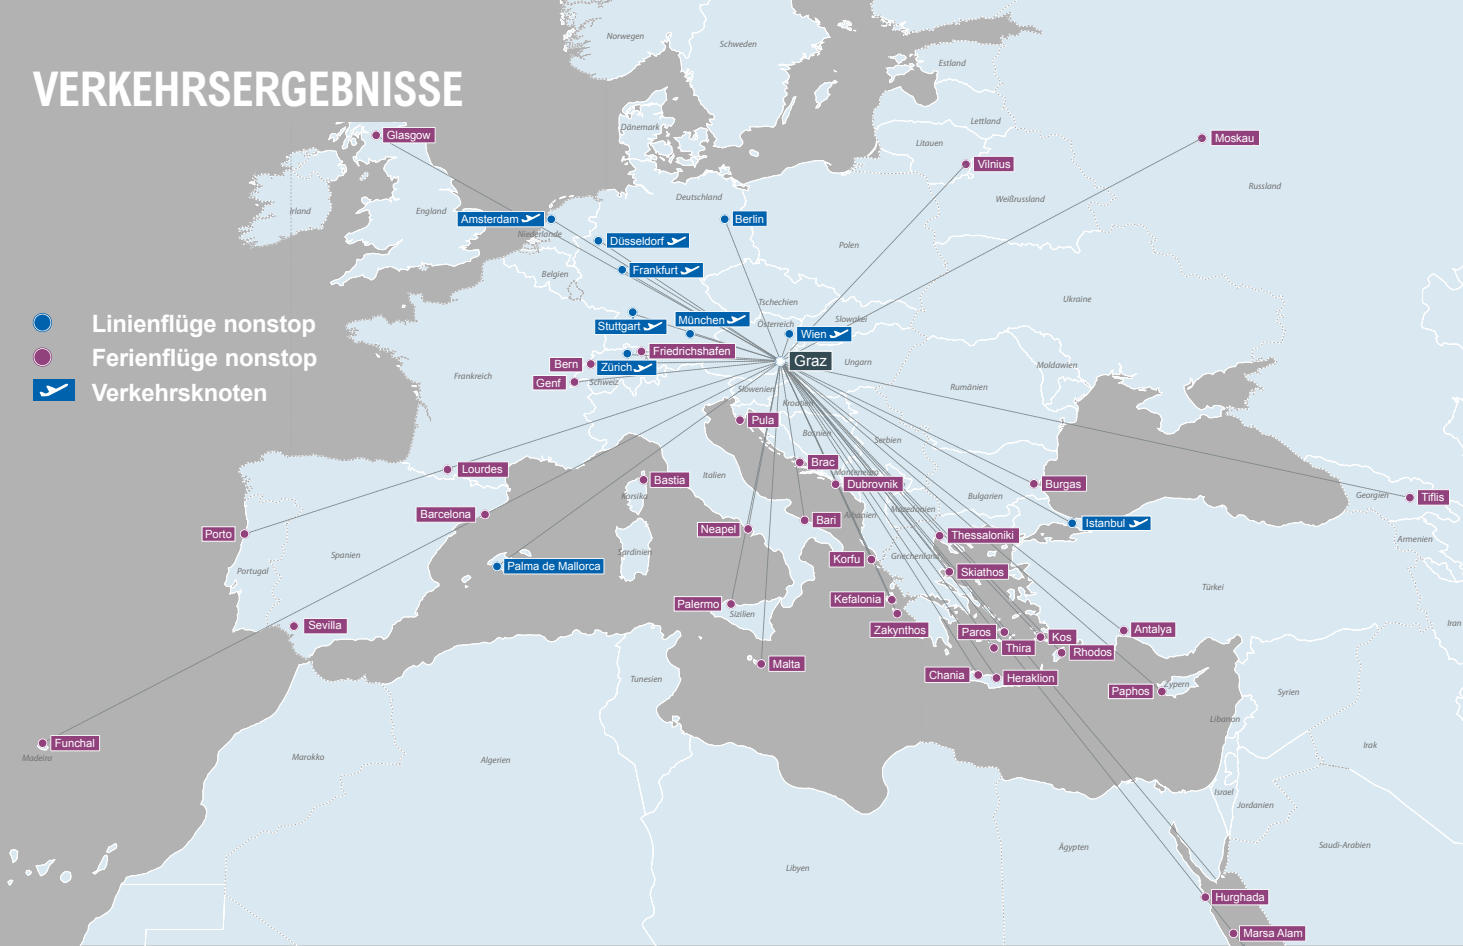 VERKEHRSERGEBNISSE
Linienflüge nonstop
Ferienflüge nonstop
Verkehrsknoten
Norwegen
Schweden
Estland
Lettland
Litauen
Dänemark
Glasgow
Moskau
Vilnius
Russland
Irland
England
Deutschland
Weißrussland
Amsterdam
Berlin
Niederlande
Düsseldorf
Polen
Frankfurt
Belgien
Tschechien
Ukraine
Stuttgart
München
Österreich
Slowakei
Wien
Friedrichshafen
Graz
Ungarn
Bern
Zürich
Moldawien
Genf
Schweiz
Frankreich
Slowenien
Rumänien
Kroatien
Pula
Bosnien
Serbien
Brac
Lourdes
Bastia
Italien
Montenegro
Dubrovnik
Burgas
Korsika
Bulgarien
Georgien
Tiflis
Barcelona
Mazedonien
Albanien
Bari
Istanbul
Neapel
Porto
Thessaloniki
Armenien
Spanien
Sardinien
Griechenland
Korfu
Palma de Mallorca
Portugal
Skiathos
Türkei
Palermo
Kefalonia
Sizilien
Zakynthos
Sevilla
Paros
Kos
Antalya
Iran
Thira
Rhodos
Malta
Chania
Heraklion
Tunesien
Paphos
Zypern
Syrien
Libanon
Funchal
Madeira
Marokko
Algerien
Irak
Israel
Jordanien
Ägypten
Saudi-Arabien
Libyen
Hurghada
Marsa Alam